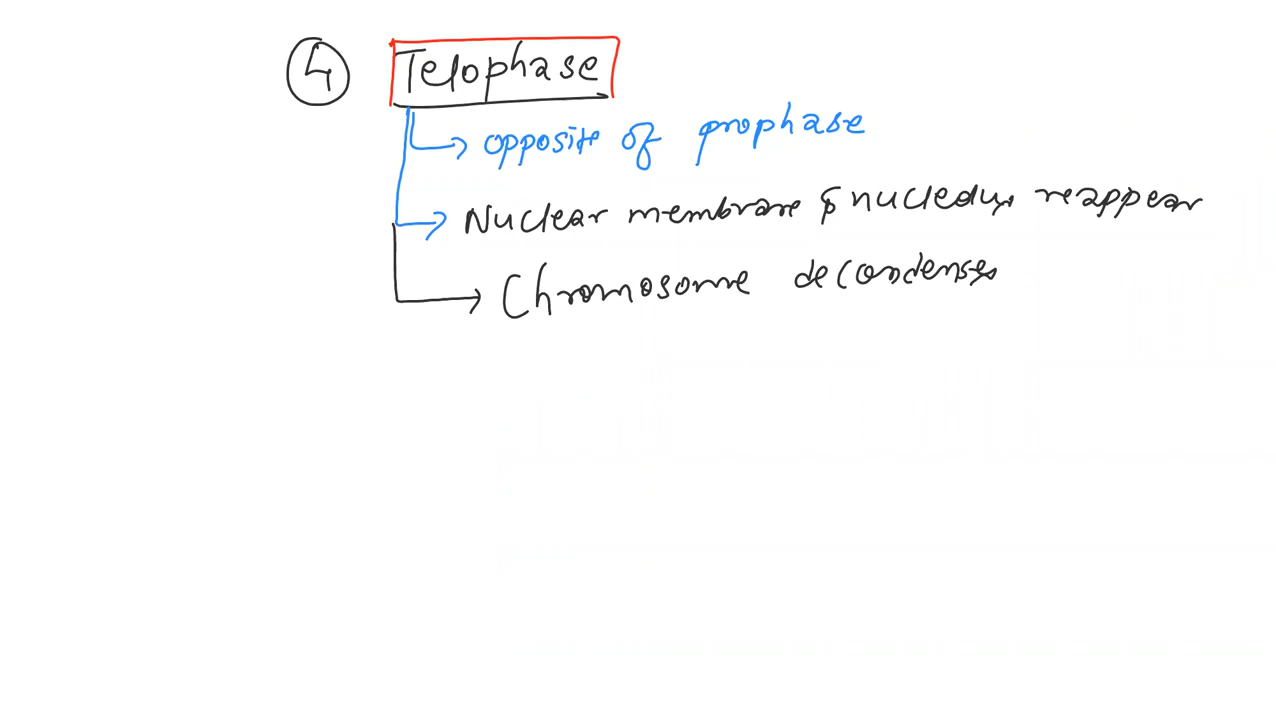 4 Telophase
opposite of prophase
Nuclear membrane & nucleolus reappear
Chromosome decondenses